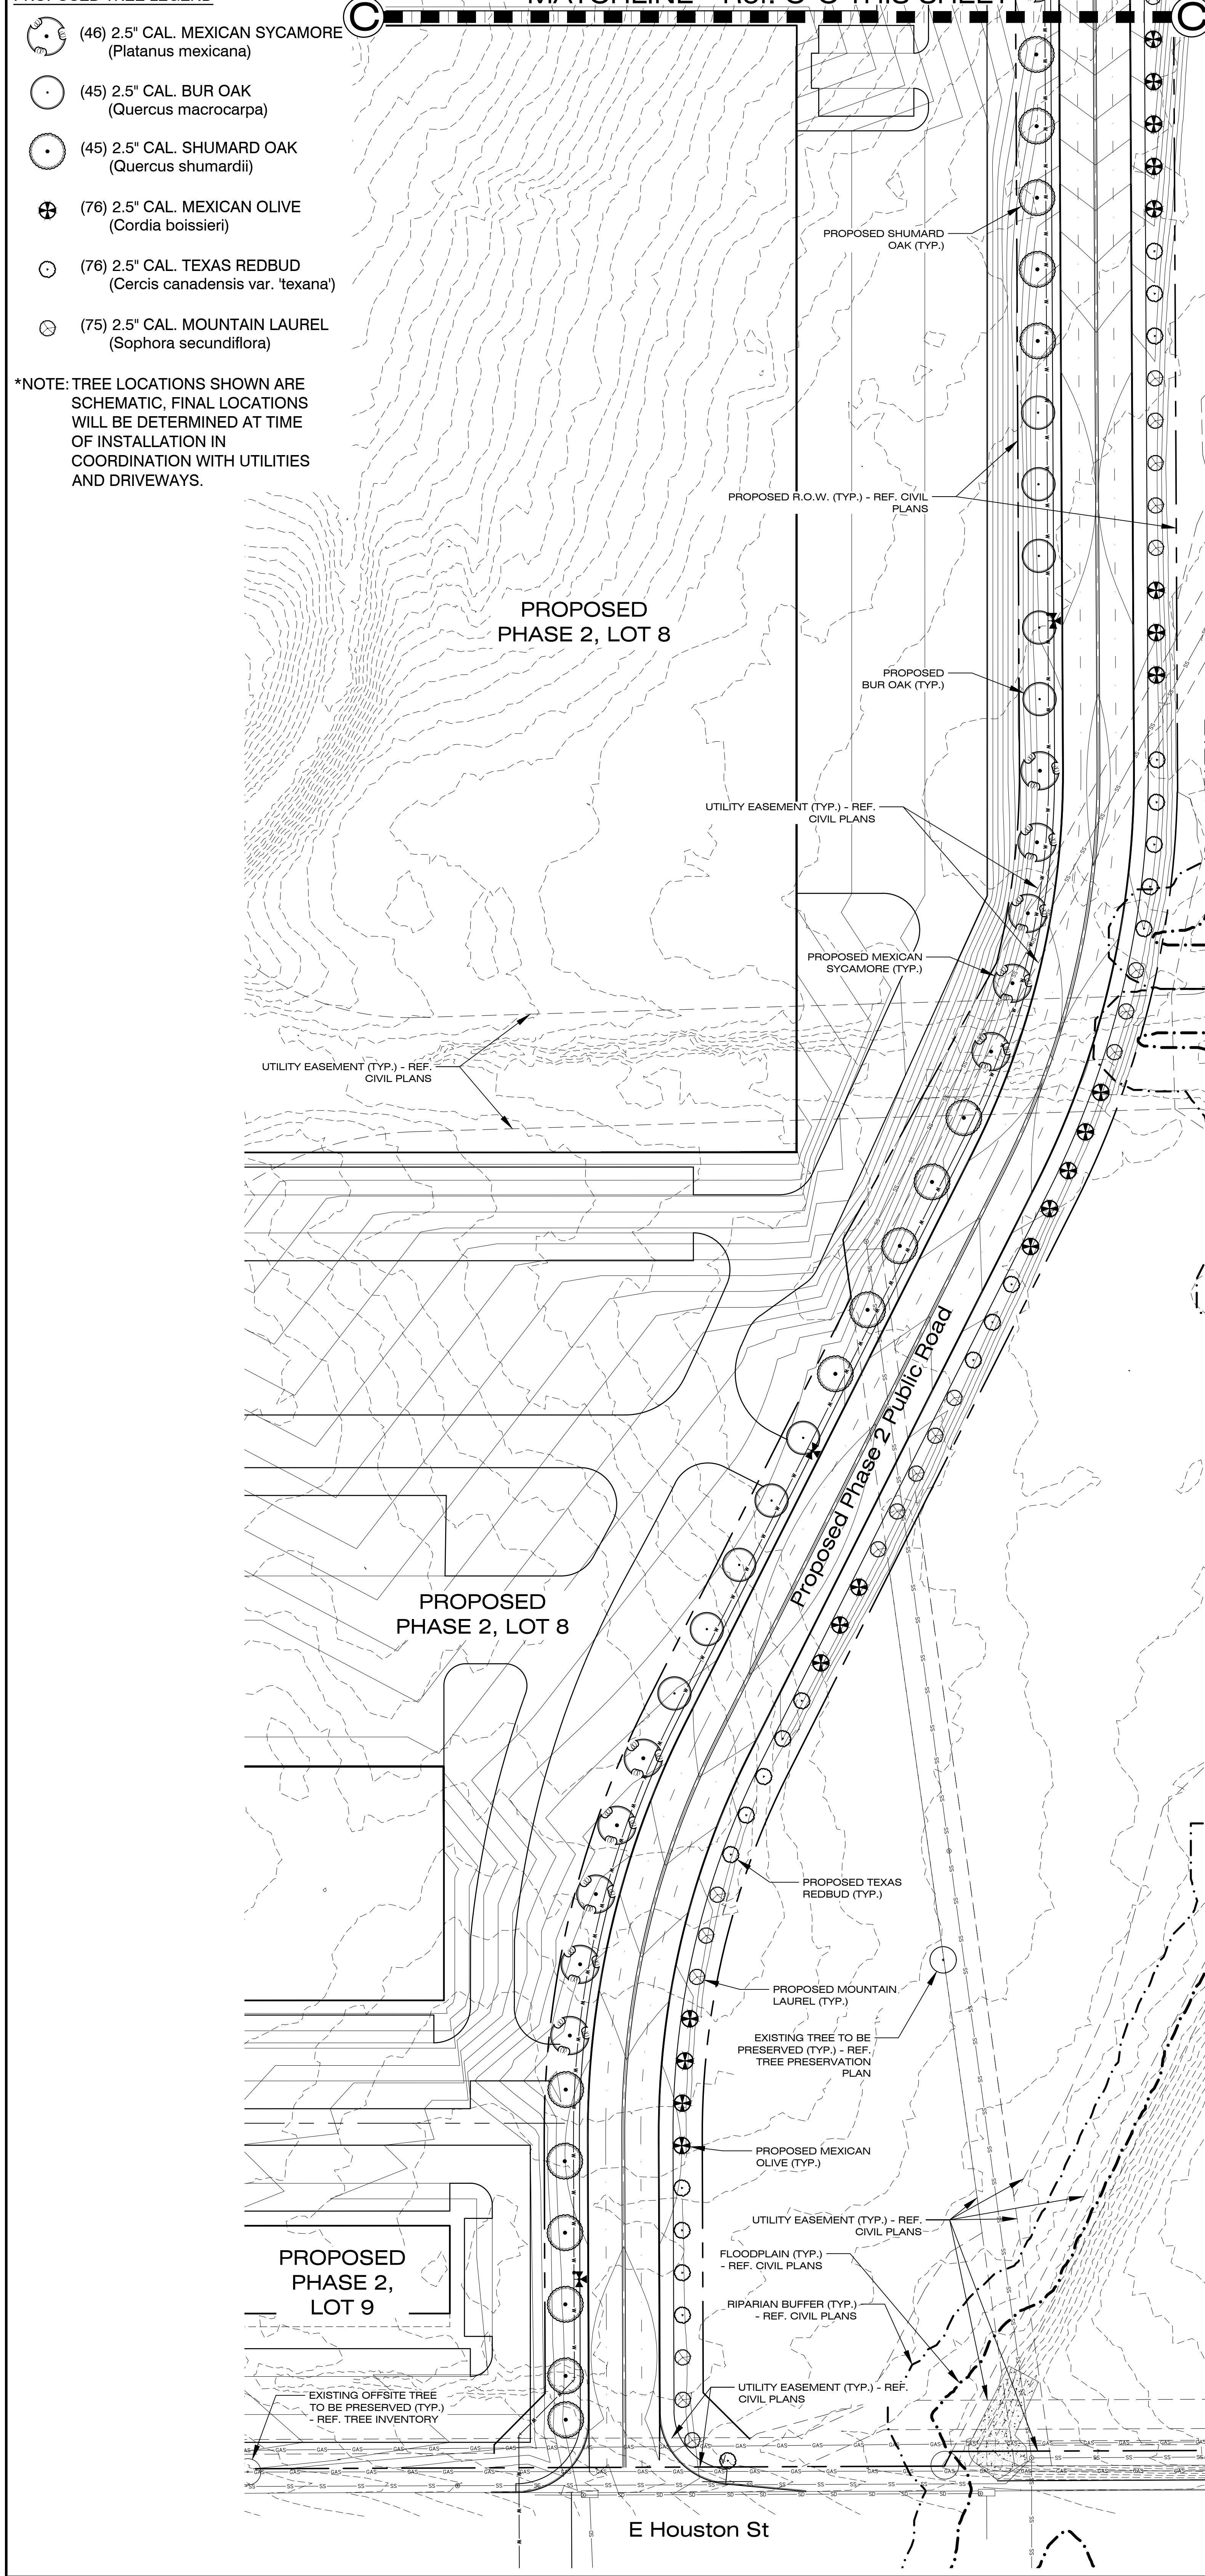 PROPOSED TREE LEGEND
MATCHLINE - Ref. C-C THIS SHEET
C
C
(46) 2.5" CAL. MEXICAN SYCAMORE
(Platanus mexicana)
(45) 2.5" CAL. BUR OAK
(Quercus macrocarpa)
(45) 2.5" CAL. SHUMARD OAK
(Quercus shumardii)
(76) 2.5" CAL. MEXICAN OLIVE
(Cordia boissieri)
(76) 2.5" CAL. TEXAS REDBUD
(Cercis canadensis var. 'texana')
(75) 2.5" CAL. MOUNTAIN LAUREL
(Sophora secundiflora)
*NOTE: TREE LOCATIONS SHOWN ARE
SCHEMATIC, FINAL LOCATIONS
WILL BE DETERMINED AT TIME
OF INSTALLATION IN
COORDINATION WITH UTILITIES
AND DRIVEWAYS.
PROPOSED SHUMARD
OAK (TYP.)
PROPOSED R.O.W. (TYP.) - REF. CIVIL
PLANS
PROPOSED
PHASE 2, LOT 8
PROPOSED
BUR OAK (TYP.)
UTILITY EASEMENT (TYP.) - REF.
CIVIL PLANS
PROPOSED MEXICAN
SYCAMORE (TYP.)
UTILITY EASEMENT (TYP.) - REF.
CIVIL PLANS
Proposed Phase 2 Public Road
PROPOSED
PHASE 2, LOT 8
PROPOSED TEXAS
REDBUD (TYP.)
PROPOSED MOUNTAIN
LAUREL (TYP.)
EXISTING TREE TO BE
PRESERVED (TYP.) - REF.
TREE PRESERVATION
PLAN
PROPOSED MEXICAN
OLIVE (TYP.)
UTILITY EASEMENT (TYP.) - REF.
CIVIL PLANS
FLOODPLAIN (TYP.)
- REF. CIVIL PLANS
PROPOSED
PHASE 2,
LOT 9
RIPARIAN BUFFER (TYP.)
- REF. CIVIL PLANS
UTILITY EASEMENT (TYP.) - REF.
CIVIL PLANS
EXISTING OFFSITE TREE
TO BE PRESERVED (TYP.)
- REF. TREE INVENTORY
E Houston St